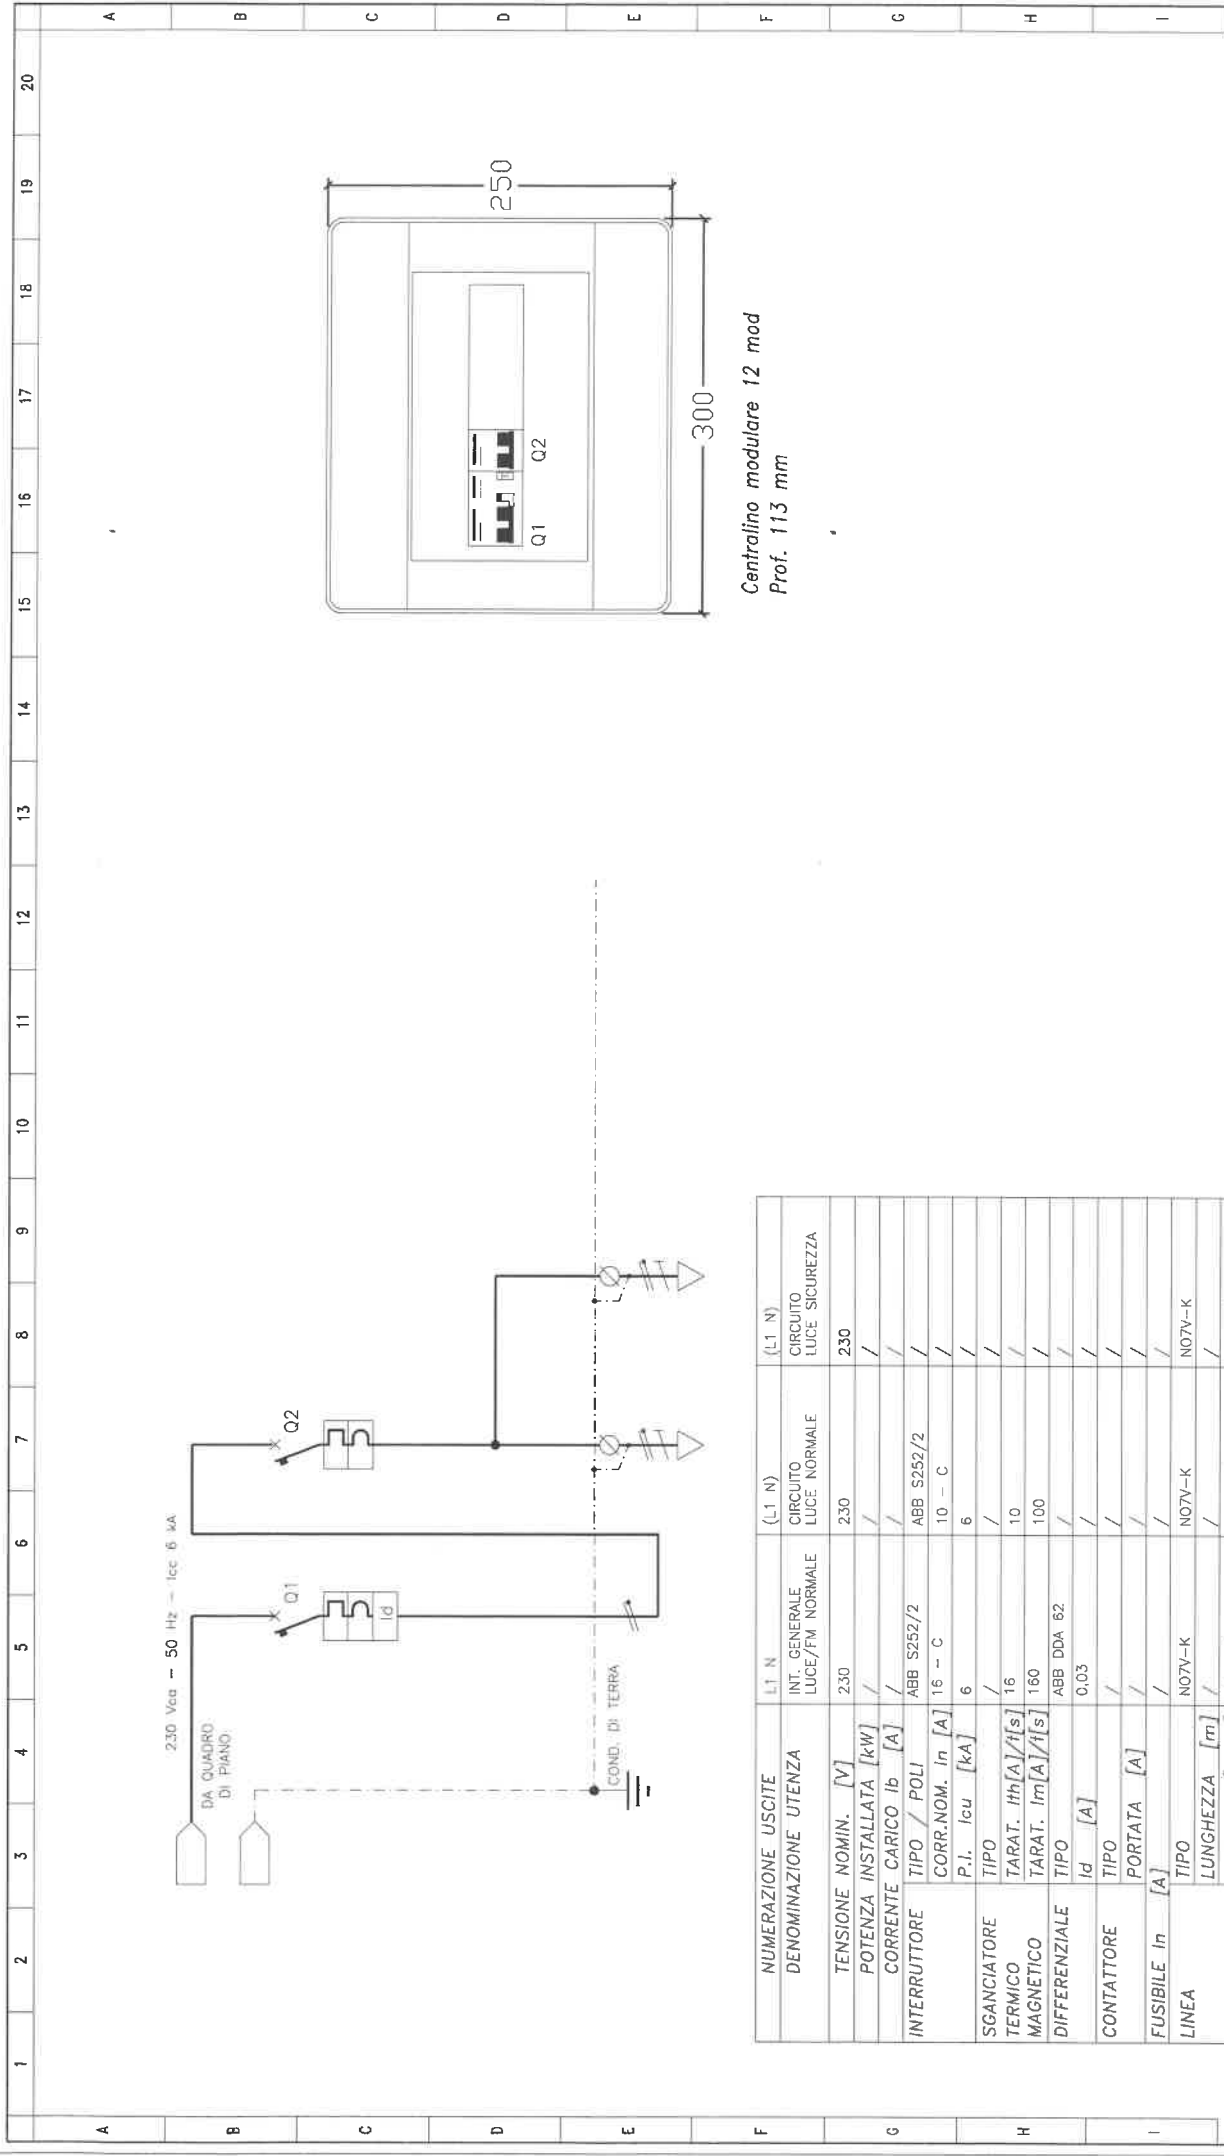 1 2 3 4 5 6 7 8 9 10 11 12 13 14 15 16 17 18 19 20
A A
B B
C C
D D
E E
F F
G G
H H
I I
230 Vca – 50 Hz – Icc 6 kA
DA QUADRO
DI PIANO
Q1
Q2
Id
COND. DI TERRA
250
300
Q1 Q2
Centralino modulare 12 mod
Prof. 113 mm
NUMERAZIONE USCITE L1 N (L1 N) (L1 N)
DENOMINAZIONE UTENZA INT. GENERALE LUCE/FM NORMALE CIRCUITO LUCE NORMALE CIRCUITO LUCE SICUREZZA
TENSIONE NOMIN. [V] 230 230 230
POTENZA INSTALLATA [kW] / / /
CORRENTE CARICO Ib [A] / / /
INTERRUTTORE TIPO / POLI ABB S252/2 ABB S252/2 /
CORR.NOM. In [A] 16 – C 10 – C /
P.I. Icu [kA] 6 6 /
SGANCIATORE TIPO / / /
TERMICO TARAT. Ith[A]/t[s] 16 10 /
MAGNETICO TARAT. Im[A]/t[s] 160 100 /
DIFFERENZIALE TIPO ABB DDA 62 / /
Id [A] 0,03 / /
CONTATTORE TIPO / / /
PORTATA [A] / / /
FUSIBILE In [A] / / /
LINEA TIPO N07V-K N07V-K N07V-K
LUNGHEZZA [m] / / /